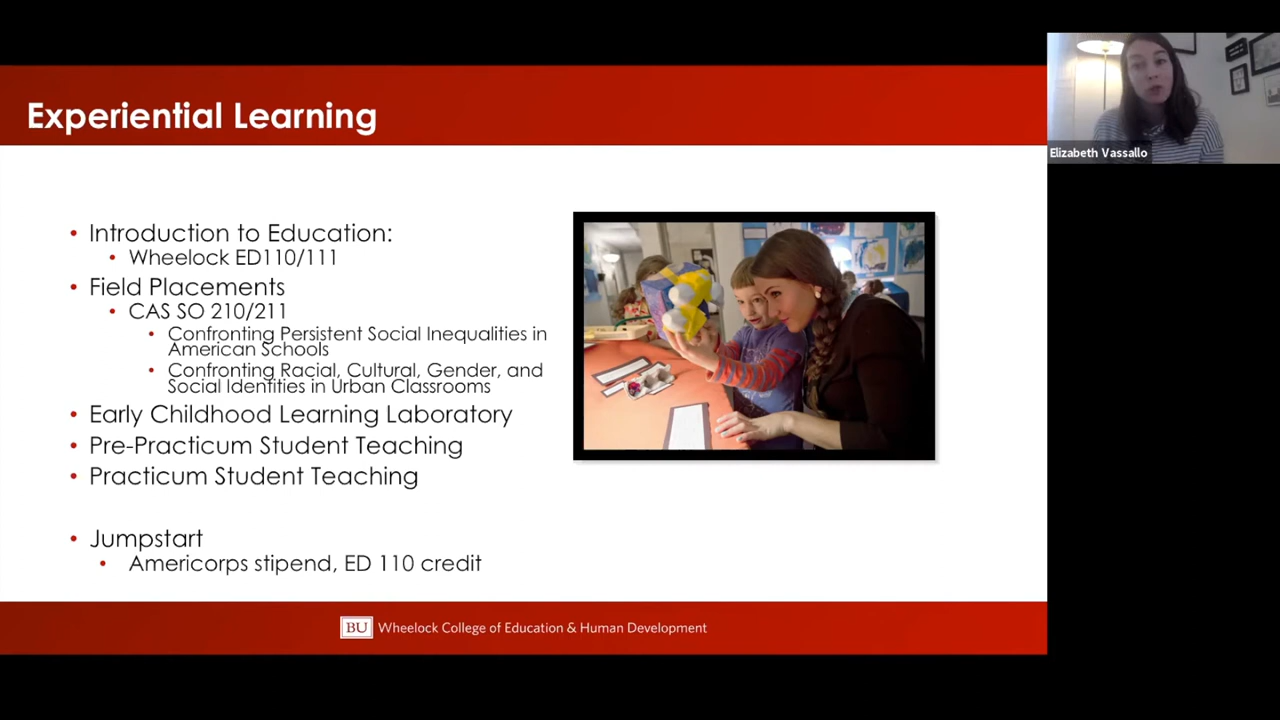 Experiential Learning
Elizabeth Vassallo
• Introduction to Education:
• Wheelock ED110/111
• Field Placements
• CAS SO 210/211
• Confronting Persistent Social Inequalities in
American Schools
• Confronting Racial, Cultural, Gender, and
Social Identities in Urban Classrooms
• Early Childhood Learning Laboratory
• Pre-Practicum Student Teaching
• Practicum Student Teaching
• Jumpstart
• Americorps stipend, ED 110 credit
BU Wheelock College of Education & Human Development